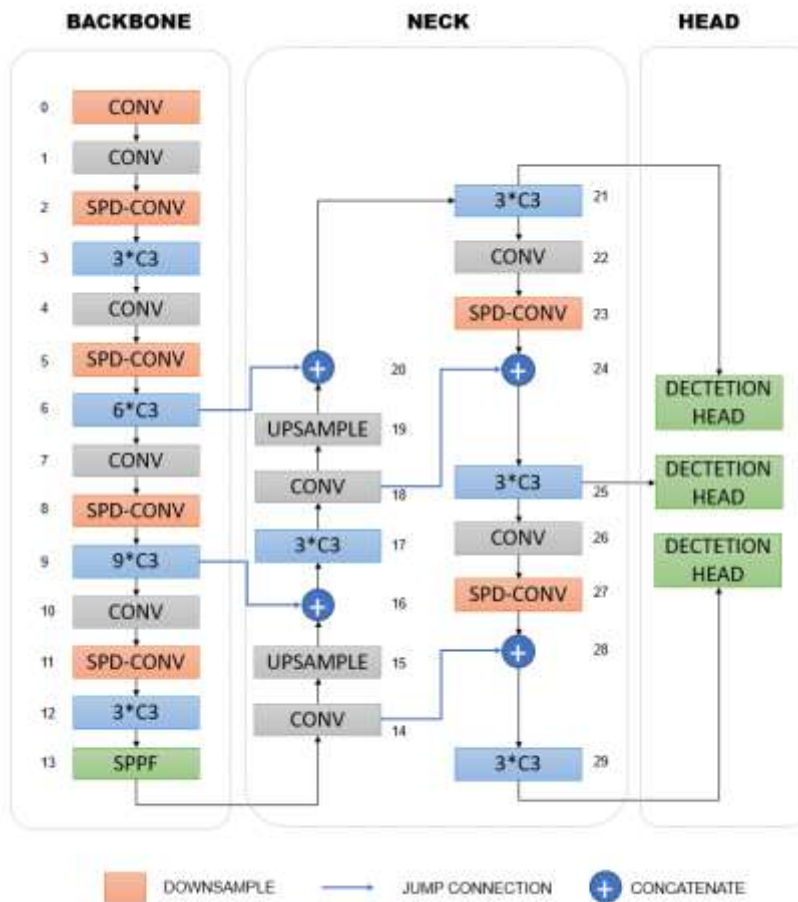 BACKBONE
0 CONV
1 CONV
2 SPD-CONV
3 3*C3
4 CONV
5 SPD-CONV
6 6*C3
7 CONV
8 SPD-CONV
9 9*C3
10 CONV
11 SPD-CONV
12 3*C3
13 SPPF
NECK
+ 20
UPSAMPLE 19
CONV 18
3*C3 17
+ 16
UPSAMPLE 15
CONV 14
3*C3 21
CONV 22
SPD-CONV 23
+ 24
3*C3 25
CONV 26
SPD-CONV 27
+ 28
3*C3 29
HEAD
DECTETION
HEAD
DECTETION
HEAD
DECTETION
HEAD
DOWNSAMPLE JUMP CONNECTION + CONCATENATE